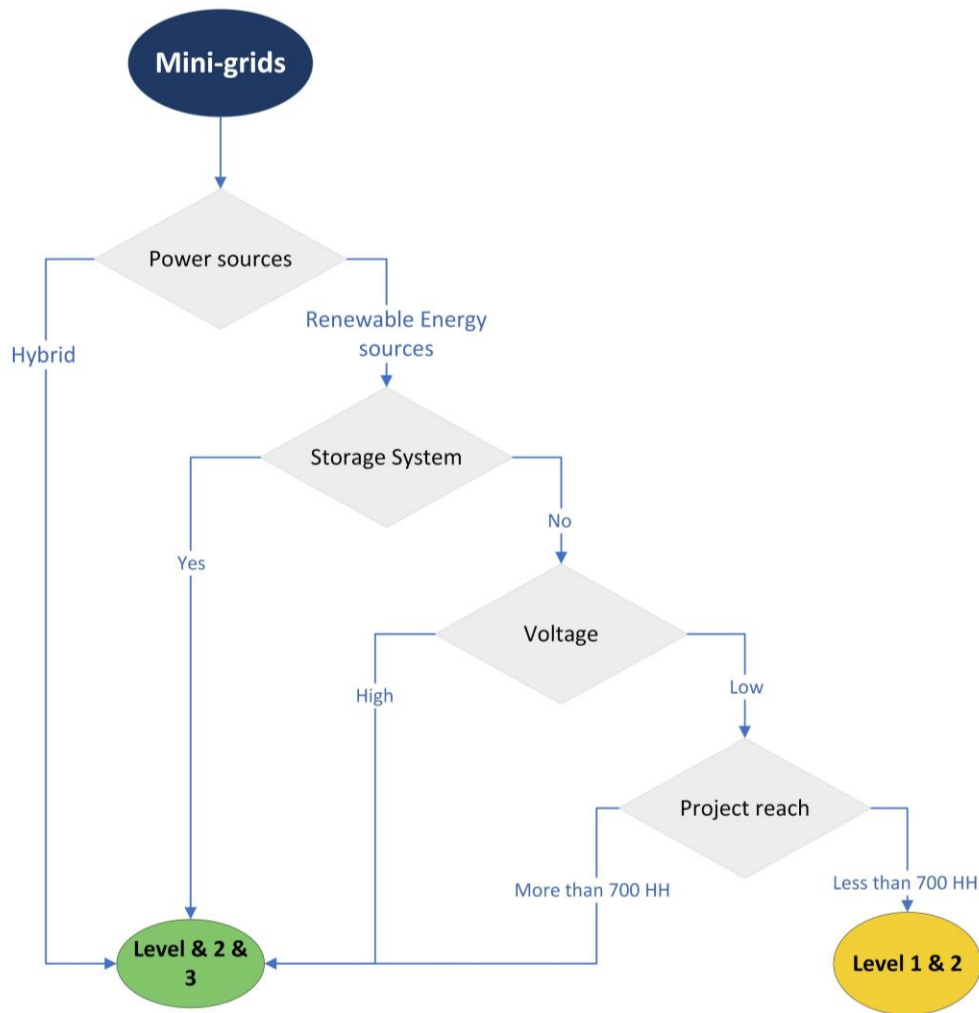 Mini-grids
Power sources
Hybrid
Renewable Energy
sources
Storage System
Yes
No
Voltage
High
Low
Project reach
More than 700 HH
Less than 700 HH
Level & 2 &
3
Level 1 & 2